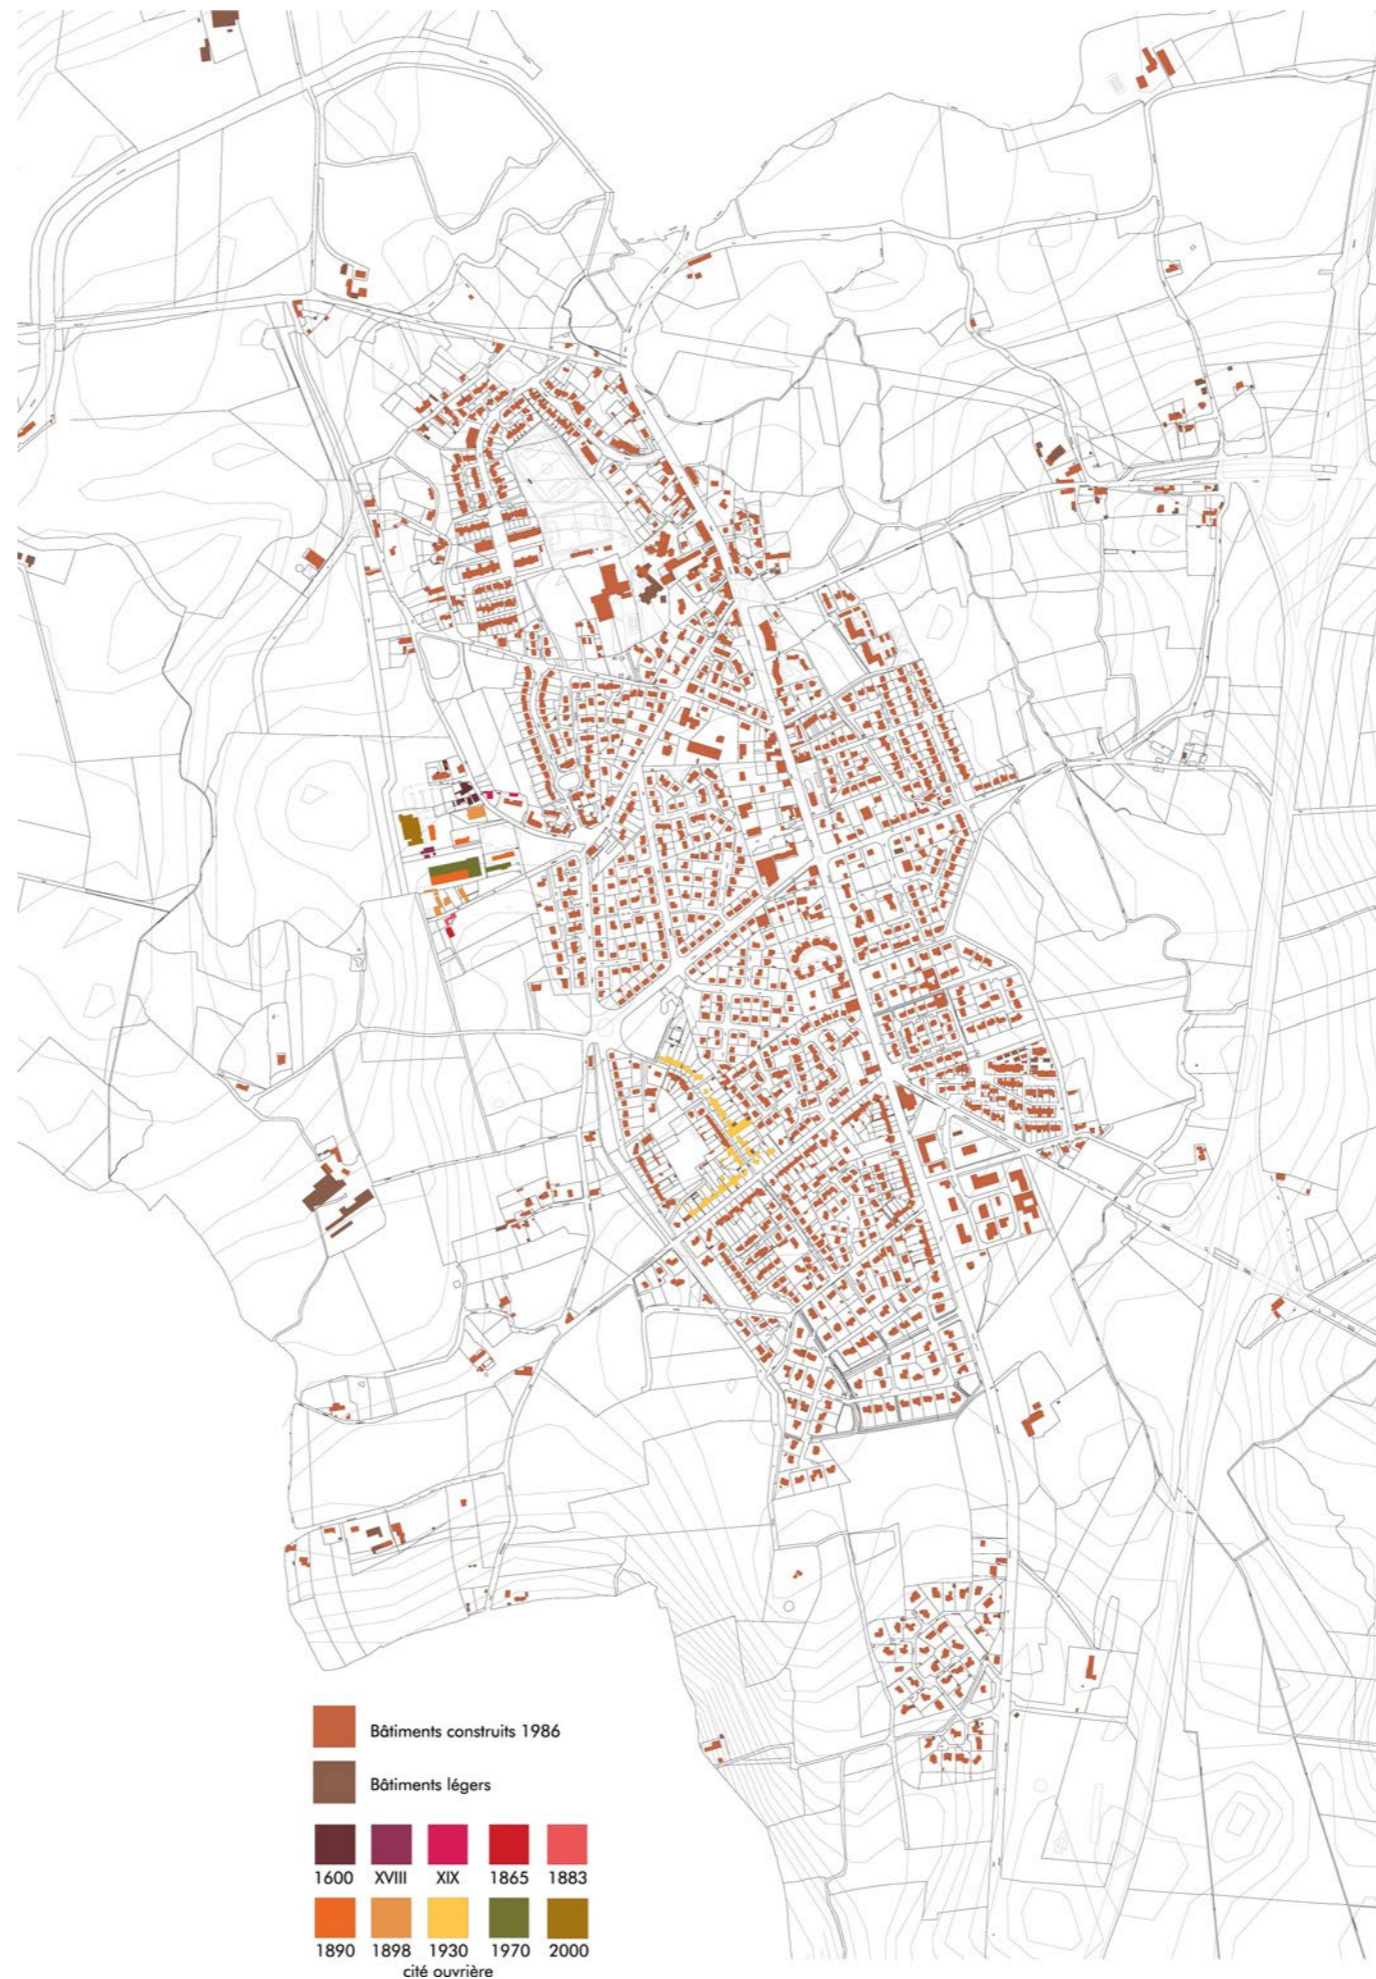 Bâtiments construits 1986
Bâtiments légers
1600 XVIII XIX 1865 1883
1890 1898 1930 1970 2000
cité ouvrière